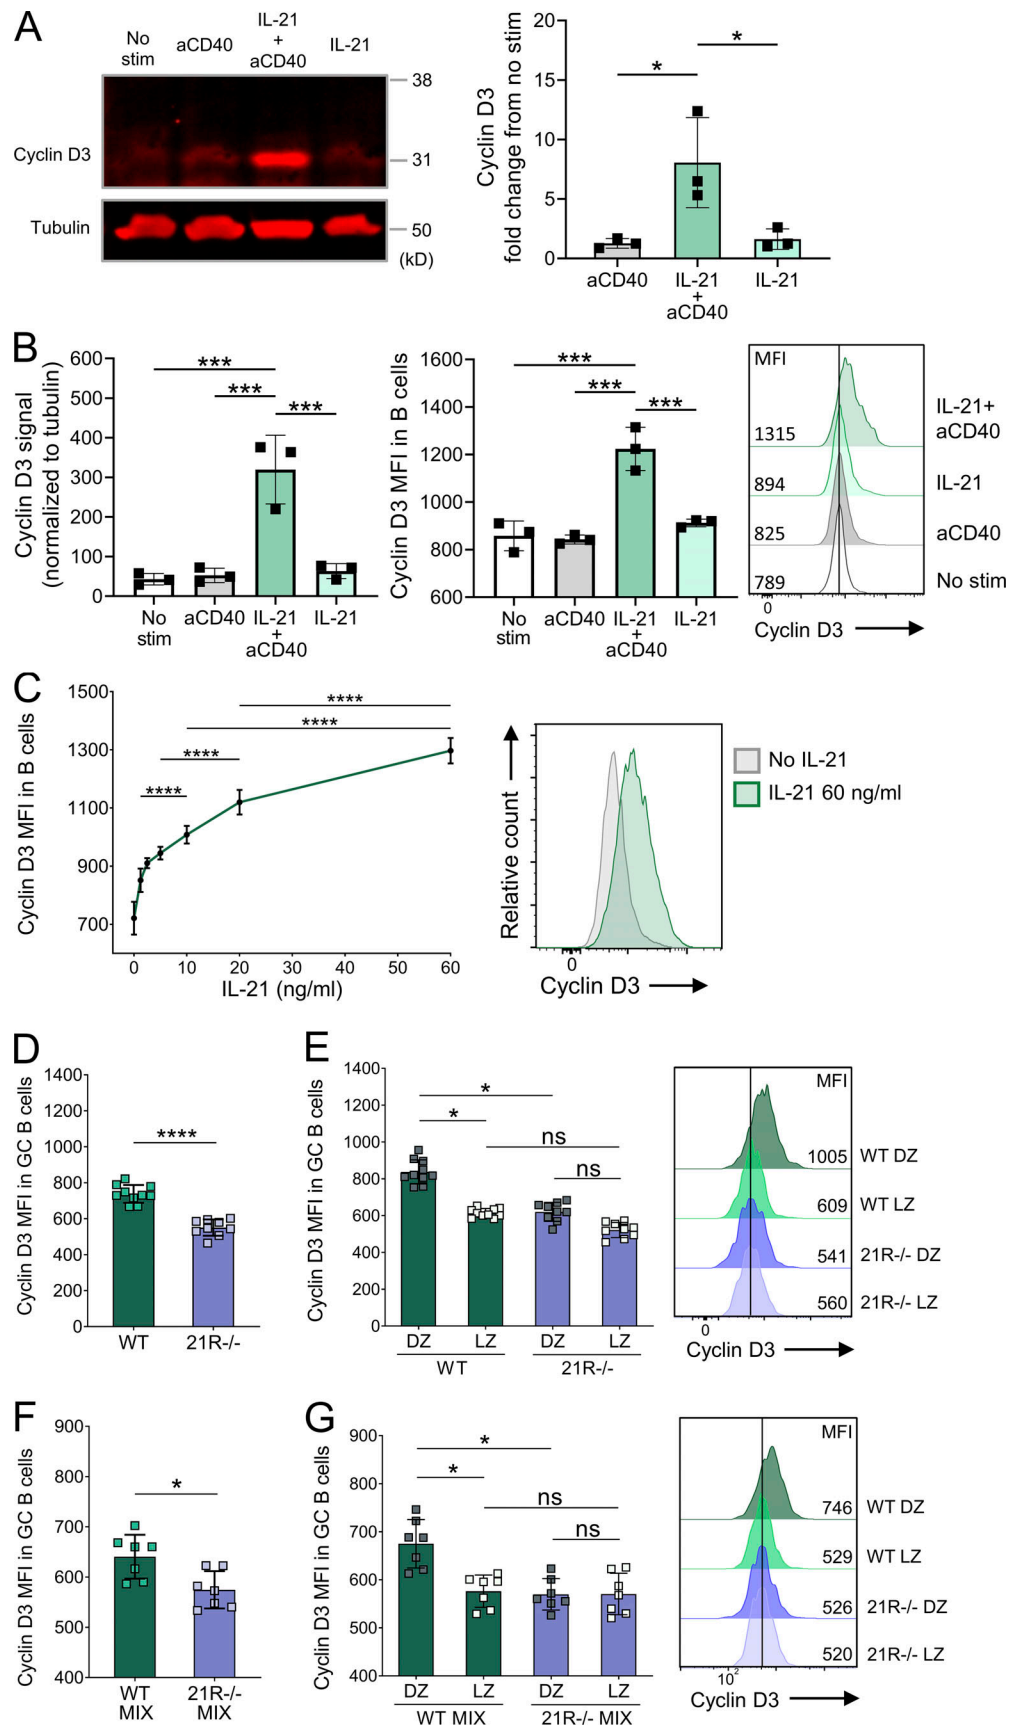 A
No
stim
aCD40
IL-21
+
aCD40
IL-21
38
Cyclin D3
31
Tubulin
50
(kD)
Cyclin D3
fold change from no stim
20
15
10
5
0
*
*
aCD40
IL-21
+
aCD40
IL-21
B
Cyclin D3 signal
(normalized to tubulin)
600
500
400
300
200
100
0
***
***
***
No
stim
aCD40
IL-21
+
aCD40
IL-21
Cyclin D3 MFI in B cells
1600
1400
1200
1000
800
600
***
***
***
No
stim
aCD40
IL-21
+
aCD40
IL-21
MFI
1315
IL-21+
aCD40
894
IL-21
825
aCD40
789
No stim
0
Cyclin D3
C
Cyclin D3 MFI in B cells
1500
1300
1100
900
700
****
****
****
****
0
10
20
30
40
50
60
IL-21 (ng/ml)
Relative count
0
Cyclin D3
No IL-21
IL-21 60 ng/ml
D
Cyclin D3 MFI in GC B cells
1400
1200
1000
800
600
400
200
0
****
WT
21R-/-
E
Cyclin D3 MFI in GC B cells
1400
1200
1000
800
600
400
200
0
*
*
ns
ns
DZ
LZ
DZ
LZ
WT
21R-/-
MFI
1005
WT DZ
609
WT LZ
541
21R-/- DZ
560
21R-/- LZ
0
Cyclin D3
F
Cyclin D3 MFI in GC B cells
900
800
700
600
500
400
*
WT
MIX
21R-/-
MIX
G
Cyclin D3 MFI in GC B cells
900
800
700
600
500
400
*
*
ns
ns
DZ
LZ
DZ
LZ
WT MIX
21R-/- MIX
MFI
746
WT DZ
529
WT LZ
526
21R-/- DZ
520
21R-/- LZ
10²
Cyclin D3